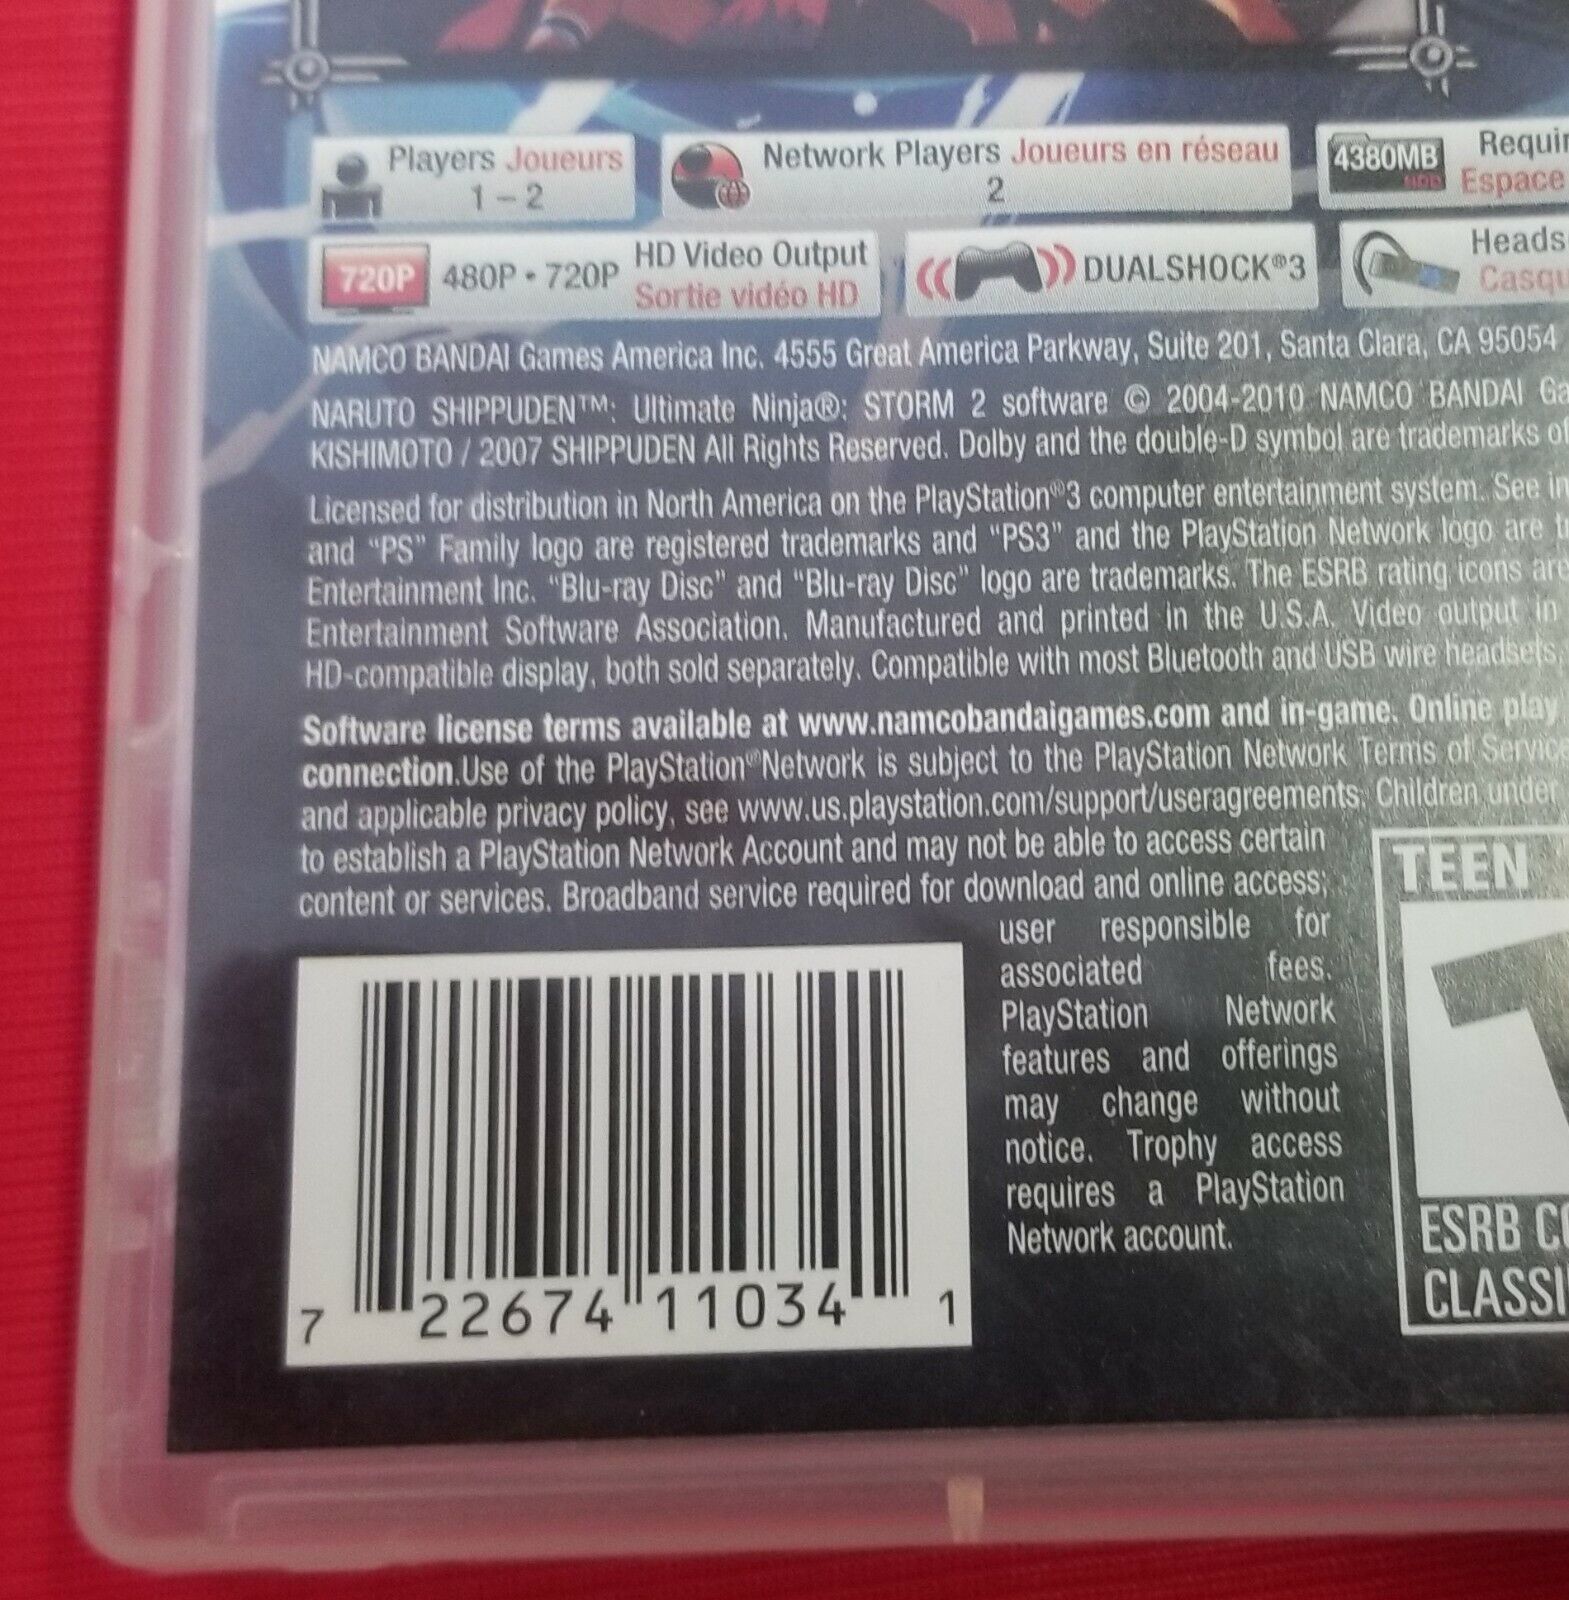 Players Joueurs
1 – 2
Network Players Joueurs en réseau
2
4380MB
Espace
720P
480P • 720P
HD Video Output
Sortie vidéo HD
DUALSHOCK®3
NAMCO BANDAI Games America Inc. 4555 Great America Parkway, Suite 201, Santa Clara, CA 95054
NARUTO SHIPPUDEN™: Ultimate Ninja®: STORM 2 software © 2004-2010 NAMCO BANDAI
KISHIMOTO / 2007 SHIPPUDEN All Rights Reserved. Dolby and the double-D symbol are trademarks of
Licensed for distribution in North America on the PlayStation®3 computer entertainment system. See
and “PS” Family logo are registered trademarks and “PS3” and the PlayStation Network logo are
Entertainment Inc. “Blu-ray Disc” and “Blu-ray Disc” logo are trademarks. The ESRB rating icons are
Entertainment Software Association. Manufactured and printed in the U.S.A. Video output in
HD-compatible display, both sold separately. Compatible with most Bluetooth and USB wire headsets,
Software license terms available at www.namcobandaigames.com and in-game. Online play
connection.Use of the PlayStation®Network is subject to the PlayStation Network Terms of Service
and applicable privacy policy, see www.us.playstation.com/support/useragreements. Children under
to establish a PlayStation Network Account and may not be able to access certain
content or services. Broadband service required for download and online access;
user responsible for
associated fees.
PlayStation Network
features and offerings
may change without
notice. Trophy access
requires a PlayStation
Network account.
7 22674 11034 1
TEEN
ESRB